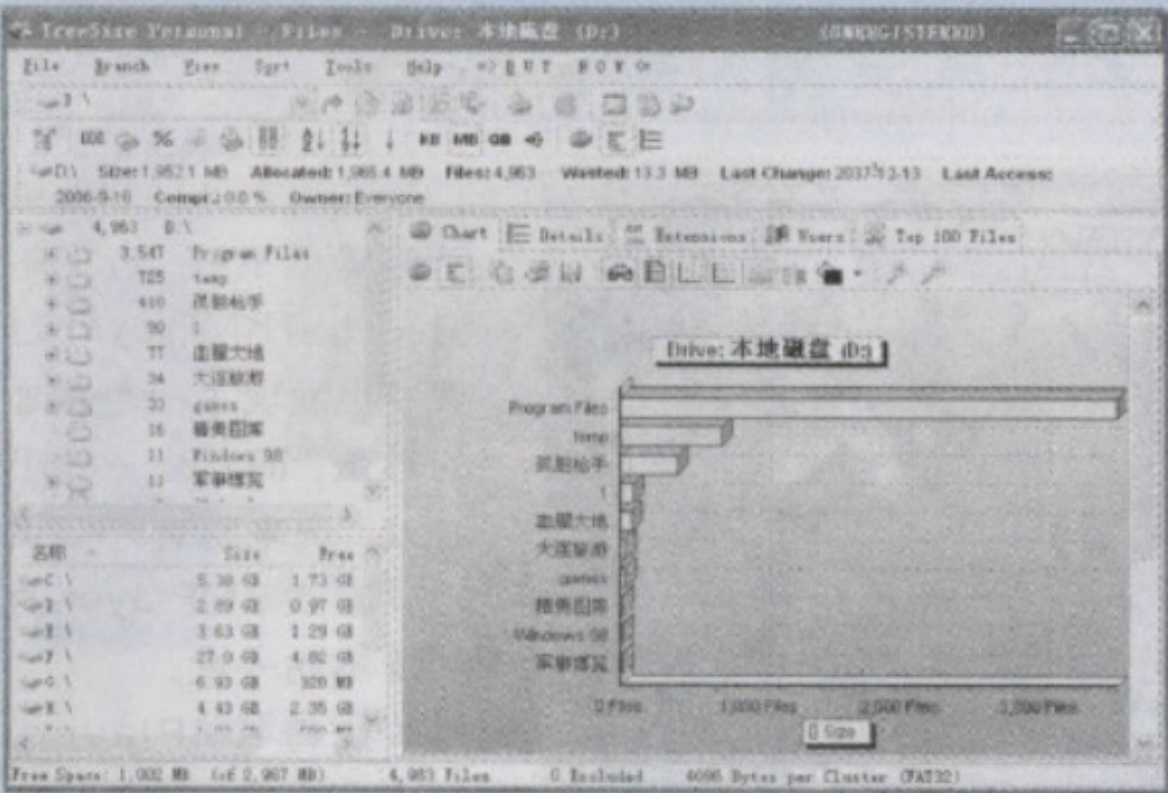 TreeSize Personal - Files - Drive: 本地磁盘 (D:) (UNREGISTERED)
File Branch View Sort Tools Help => BUY NOW <=
D:\
% KB MB GB
D:\ Size: 1,952.1 MB Allocated: 1,965.4 MB Files: 4,963 Wasted: 13.3 MB Last Change: 2037-12-13 Last Access:
2006-9-10 Compr.: 0.0 % Owner: Everyone
4,963 D:\
3,547 Program Files
725 temp
410 孤胆枪手
90 1
77 血腥大地
34 大连旅游
33 games
16 精美图库
11 Windows 98
11 军事博览
名称 Size Free
C:\ 5.38 GB 1.73 GB
D:\ 2.89 GB 0.97 GB
E:\ 3.63 GB 1.29 GB
F:\ 27.0 GB 4.82 GB
G:\ 6.93 GB 320 MB
4.43 GB 2.35 GB
Chart Details Extensions Users Top 100 Files
Drive: 本地磁盘 (D:)
Program Files
temp
孤胆枪手
1
血腥大地
大连旅游
games
精美图库
Windows 98
军事博览
0 Files 1,000 Files 2,000 Files 3,000 Files
Size
Free Space: 1,002 MB (of 2,967 MB) 4,963 Files 0 Excluded 4096 Bytes per Cluster (FAT32)